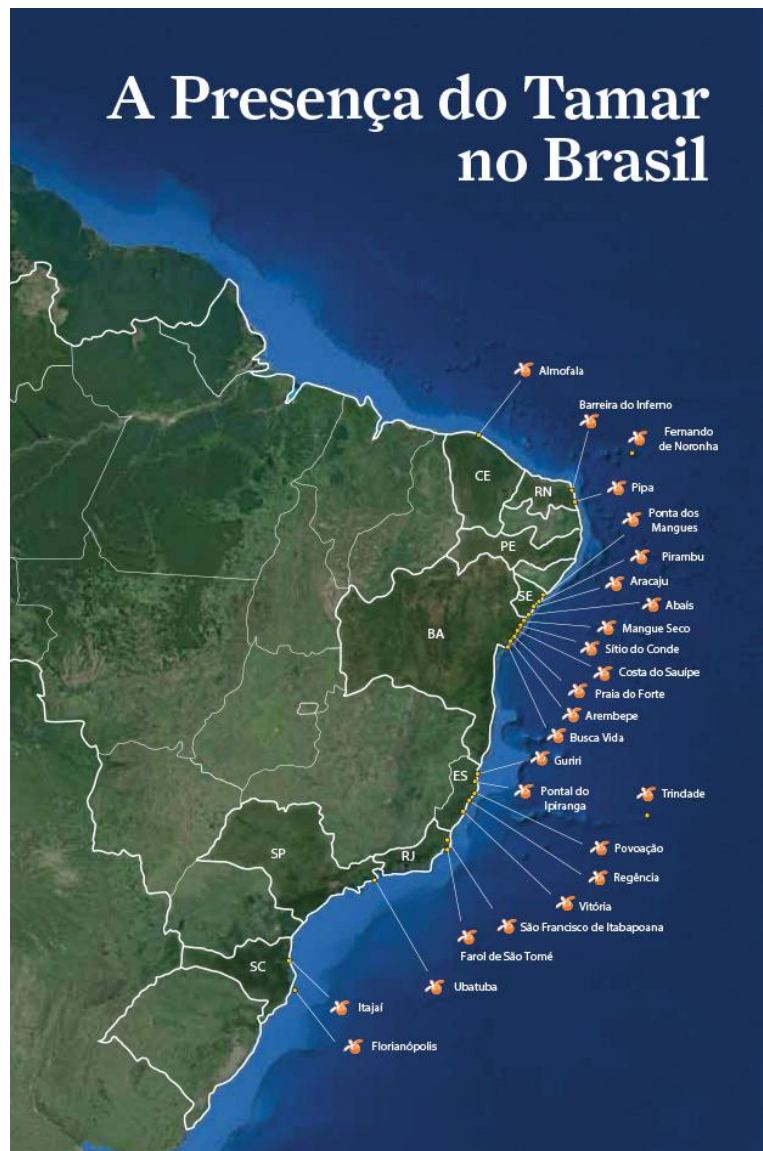 A Presença do Tamar
no Brasil
Almofala
Barreira do Inferno
Fernando
de Noronha
CE
RN
Pipa
Ponta dos
Mangues
PE
Pirambu
Aracaju
SE
Abaís
BA
Mangue Seco
Sítio do Conde
Costa do Sauípe
Praia do Forte
Arembepe
Busca Vida
Guriri
ES
Pontal do
Ipiranga
Trindade
SP
RJ
Povoação
Regência
Vitória
São Francisco de Itabapoana
Farol de São Tomé
SC
Ubatuba
Itajaí
Florianópolis